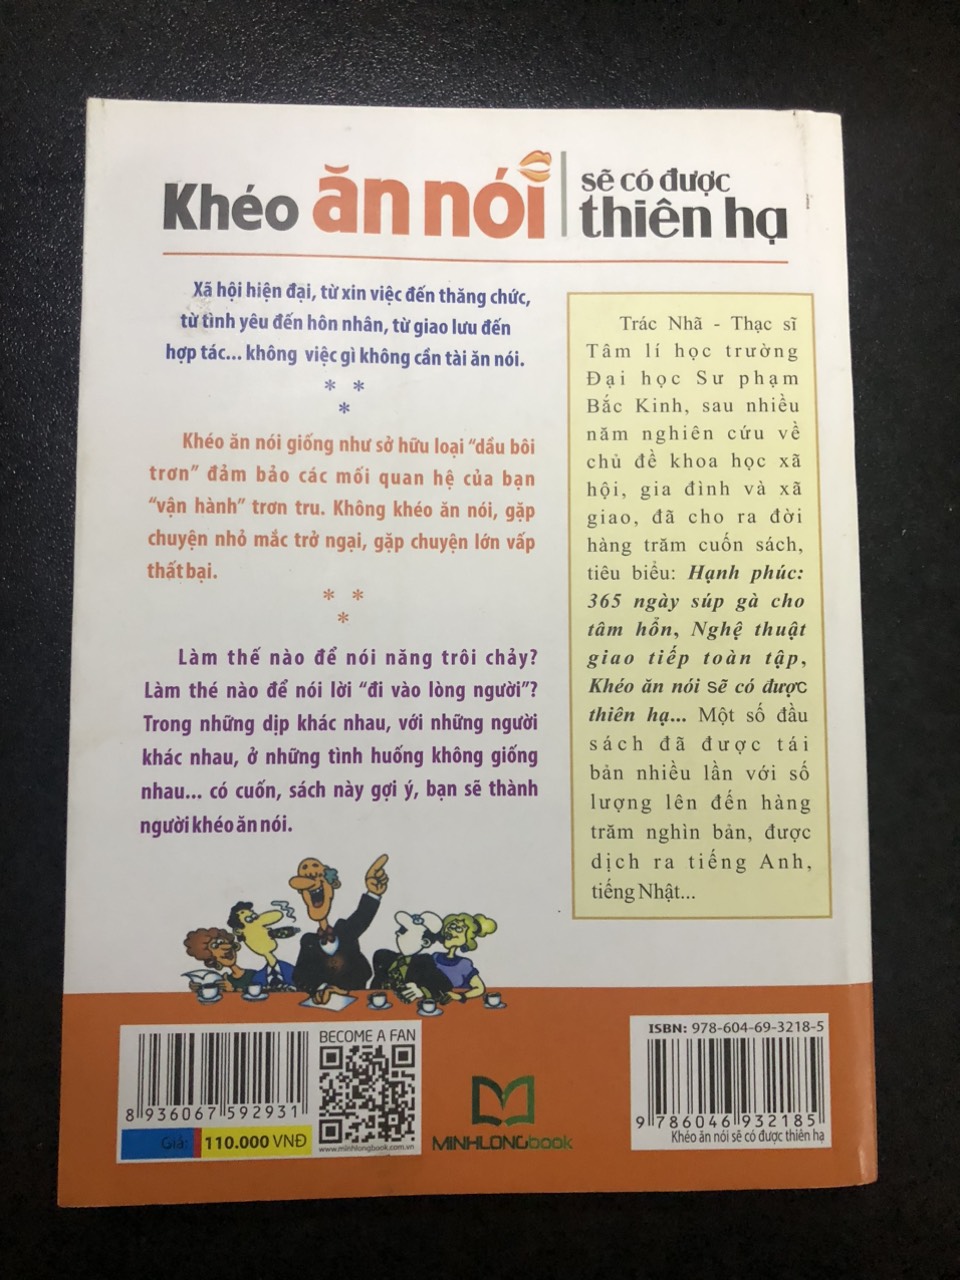 Khéo ăn nói
sẽ có được
thiên hạ
Xã hội hiện đại, từ xin việc đến thăng chức,
từ tình yêu đến hôn nhân, từ giao lưu đến
hợp tác... không việc gì không cần tài ăn nói.
* *
*
Khéo ăn nói giống như sở hữu loại “dầu bôi
trơn” đảm bảo các mối quan hệ của bạn
“vận hành” trơn tru. Không khéo ăn nói, gặp
chuyện nhỏ mắc trở ngại, gặp chuyện lớn vấp
thất bại.
* *
*
Làm thế nào để nói năng trôi chảy?
Làm thé nào để nói lời “đi vào lòng người”?
Trong những dịp khác nhau, với những người
khác nhau, ở những tình huống không giống
nhau... có cuốn, sách này gợi ý, bạn sẽ thành
người khéo ăn nói.
Trác Nhã - Thạc sĩ
Tâm lí học trường
Đại học Sư phạm
Bắc Kinh, sau nhiều
năm nghiên cứu về
chủ đề khoa học xã
hội, gia đình và xã
giao, đã cho ra đời
hàng trăm cuốn sách,
tiêu biểu: Hạnh phúc:
365 ngày súp gà cho
tâm hổn, Nghệ thuật
giao tiếp toàn tập,
Khéo ăn nói sẽ có được
thiên hạ... Một số đầu
sách đã được tái
bản nhiều lần với số
lượng lên đến hàng
trăm nghìn bản, được
dịch ra tiếng Anh,
tiếng Nhật...
8 936067 592931
Giá: 110.000 VNĐ
BECOME A FAN
www.minhlongbook.com.vn
MINHLONGbook
ISBN: 978-604-69-3218-5
9 786046 932185
Khéo ăn nói sẽ có được thiên hạ